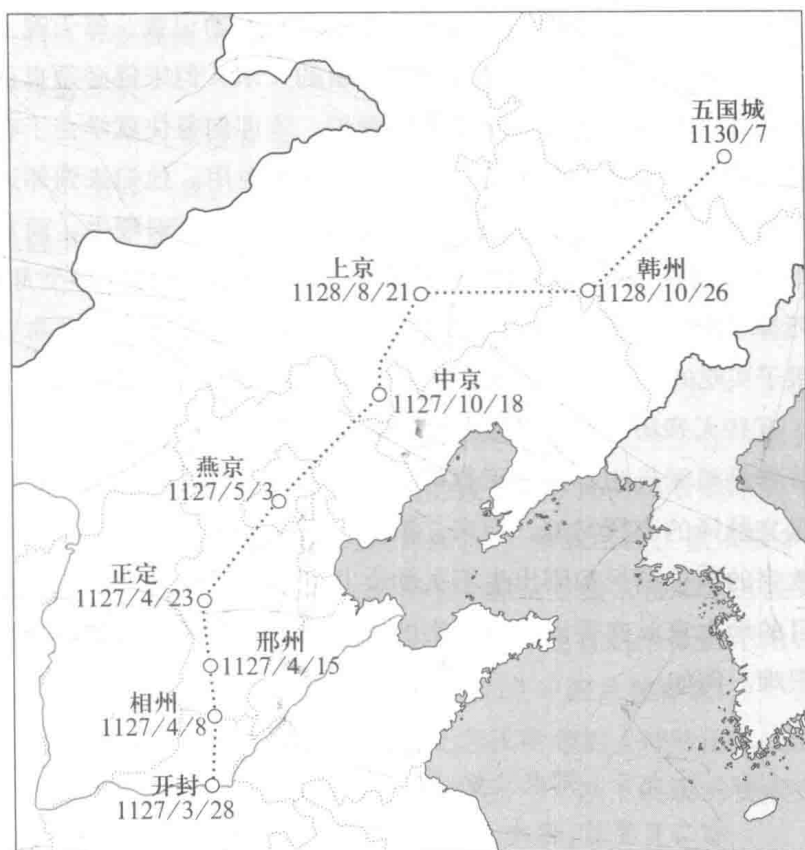 五国城
1130/7
上京
1128/8/21
韩州
1128/10/26
中京
1127/10/18
燕京
1127/5/3
正定
1127/4/23
邢州
1127/4/15
相州
1127/4/8
开封
1127/3/28